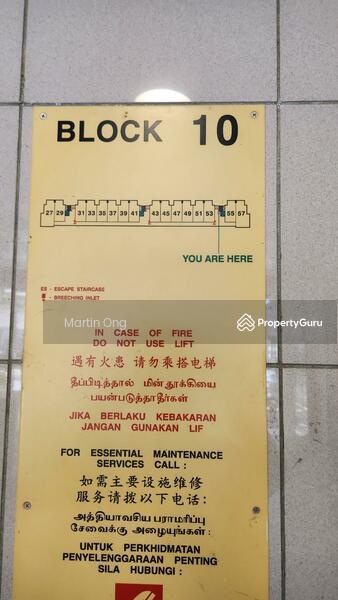 BLOCK 10
27 29 31 33 35 37 39 41 43 45 47 49 51 53 55 57
YOU ARE HERE
ES - ESCAPE STAIRCASE
- BREECHING INLET
IN CASE OF FIRE
DO NOT USE LIFT
Martin Ong
PropertyGuru
遇有火患 请勿乘搭电梯
தீப்பிடித்தால் மின்தூக்கியை
பயன்படுத்தாதீர்கள்
JIKA BERLAKU KEBAKARAN
JANGAN GUNAKAN LIF
FOR ESSENTIAL MAINTENANCE
SERVICES CALL :
如需主要设施维修
服务请拨以下电话:
அத்தியாவசிய பராமரிப்பு
சேவைக்கு அழையுங்கள் :
UNTUK PERKHIDMATAN
PENYELENGGARAAN PENTING
SILA HUBUNGI :